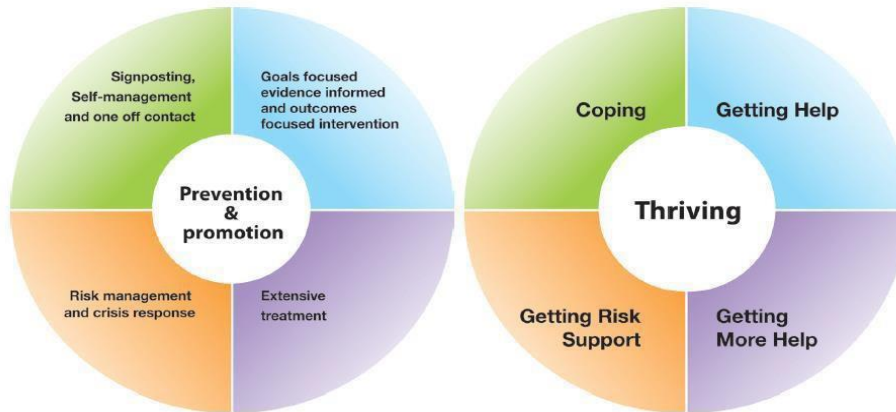 Signposting,
Self-management
and one off contact
Goals focused
evidence informed
and outcomes
focused intervention
Prevention
&
promotion
Risk management
and crisis response
Extensive
treatment
Coping
Getting Help
Thriving
Getting Risk
Support
Getting
More Help